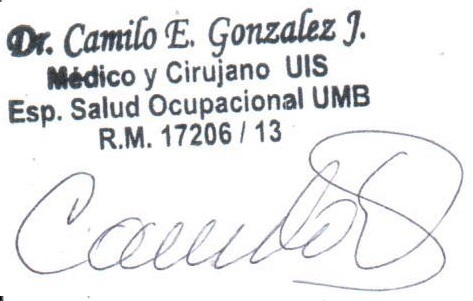 Dr. Camilo E. Gonzalez J.
Médico y Cirujano UIS
Esp. Salud Ocupacional UMB
R.M. 17206 / 13
Camilo